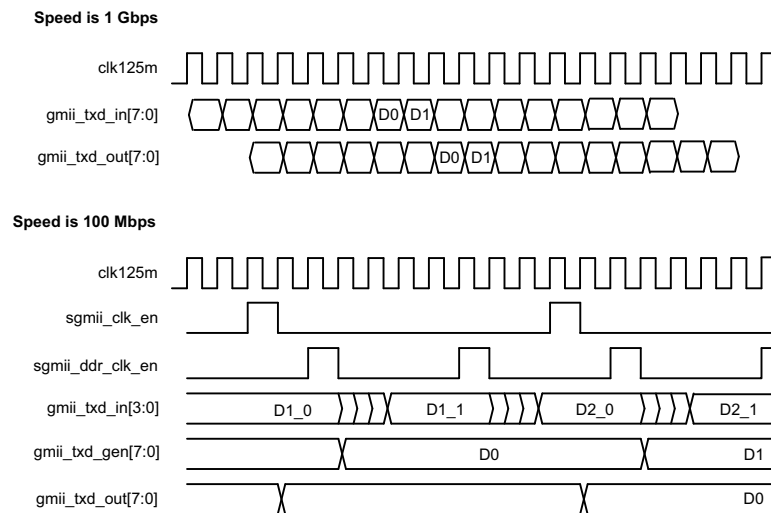 Speed is 1 Gbps
clk125m
gmii_txd_in[7:0] D0 D1
gmii_txd_out[7:0] D0 D1
Speed is 100 Mbps
clk125m
sgmii_clk_en
sgmii_ddr_clk_en
gmii_txd_in[3:0] D1_0 D1_1 D2_0 D2_1
gmii_txd_gen[7:0] D0 D1
gmii_txd_out[7:0] D0